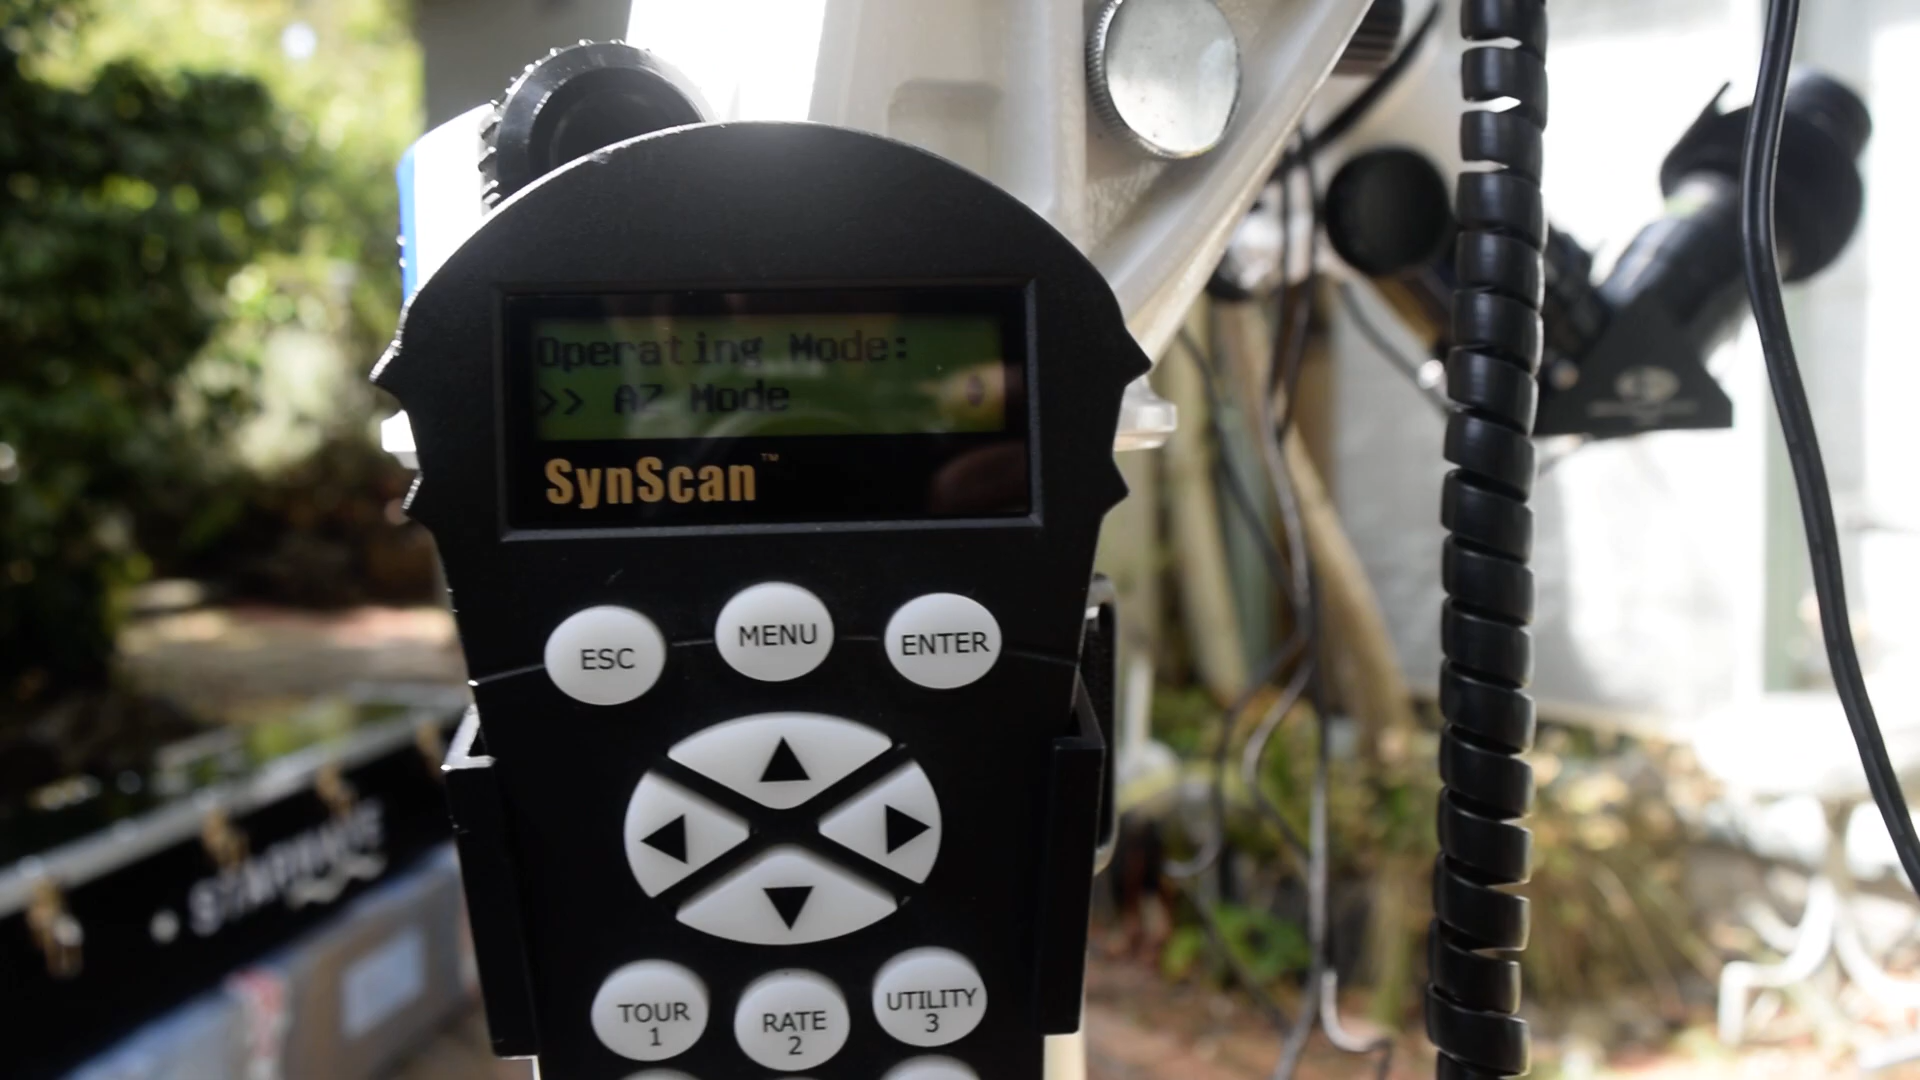 Operating Mode:
>> AZ Mode
SynScan™
ESC
MENU
ENTER
TOUR
1
RATE
2
UTILITY
3